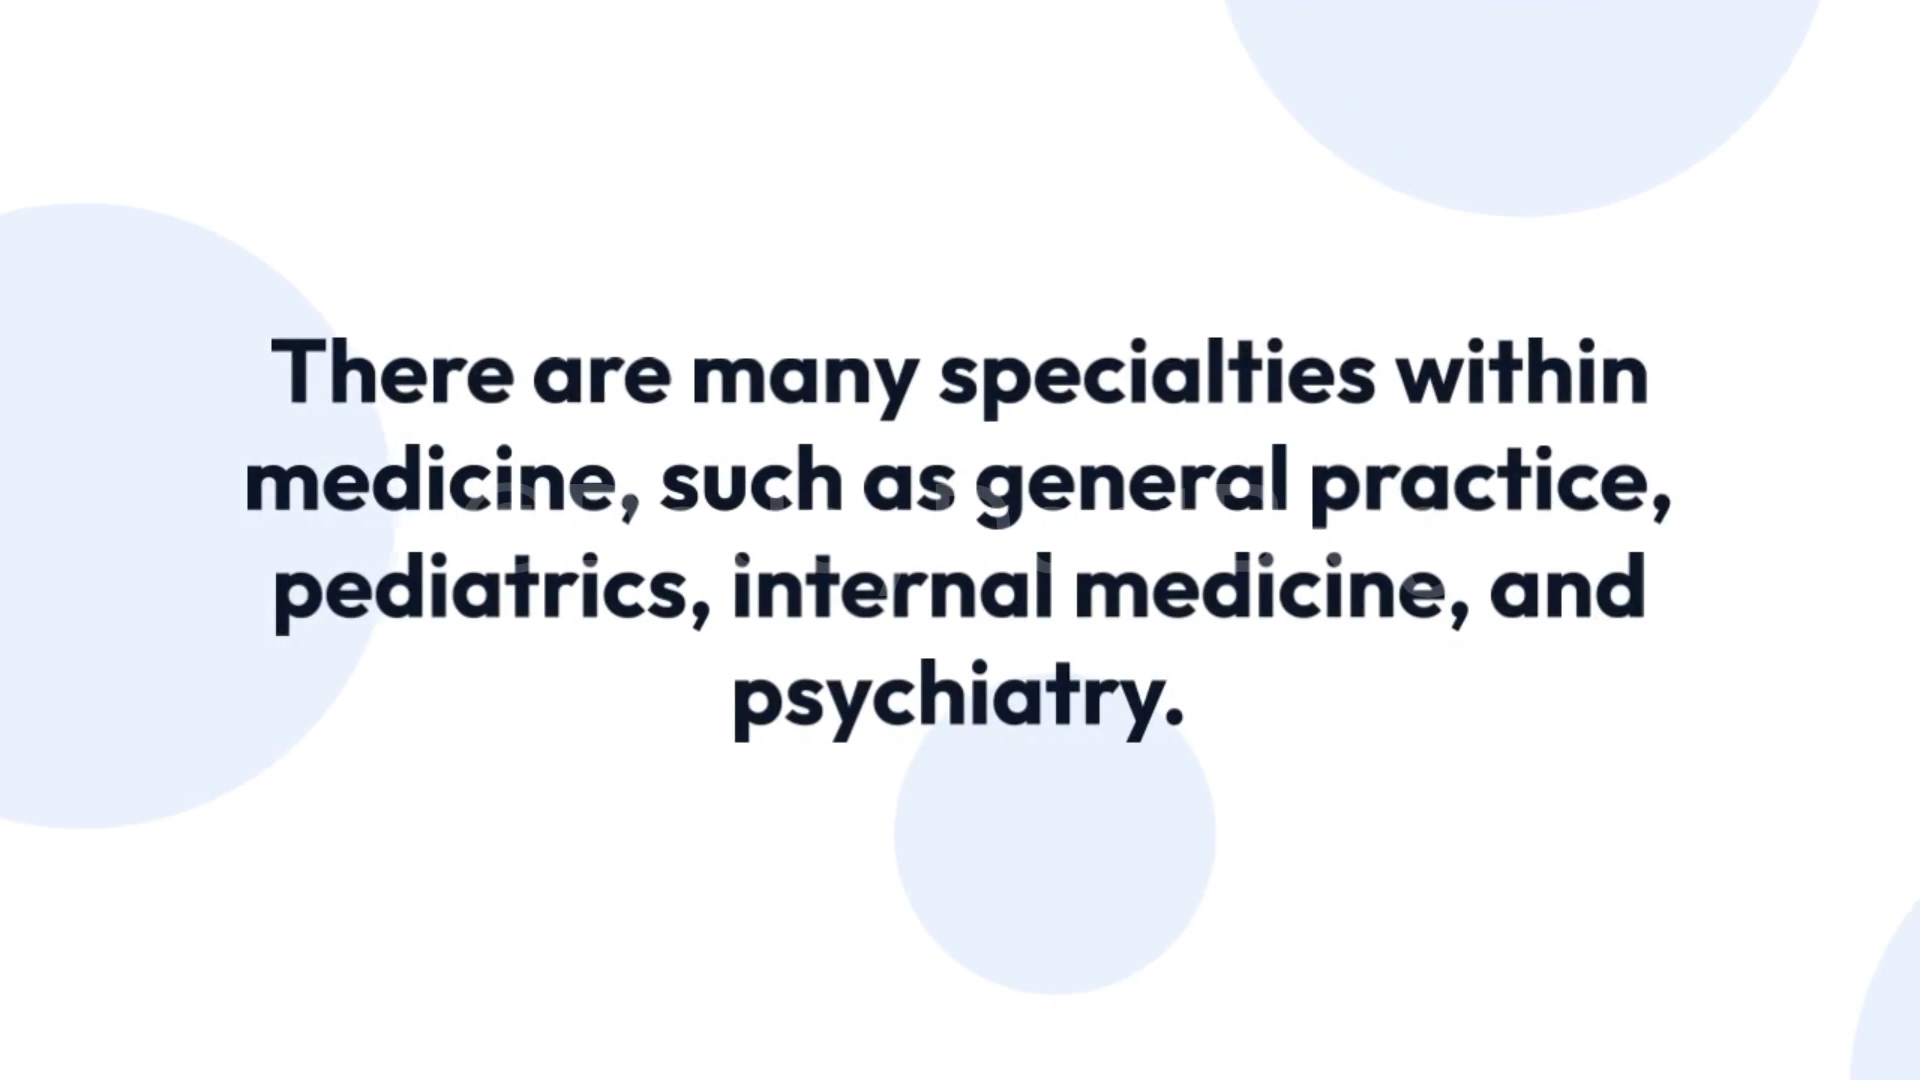 There are many specialties within
medicine, such as general practice,
pediatrics, internal medicine, and
psychiatry.